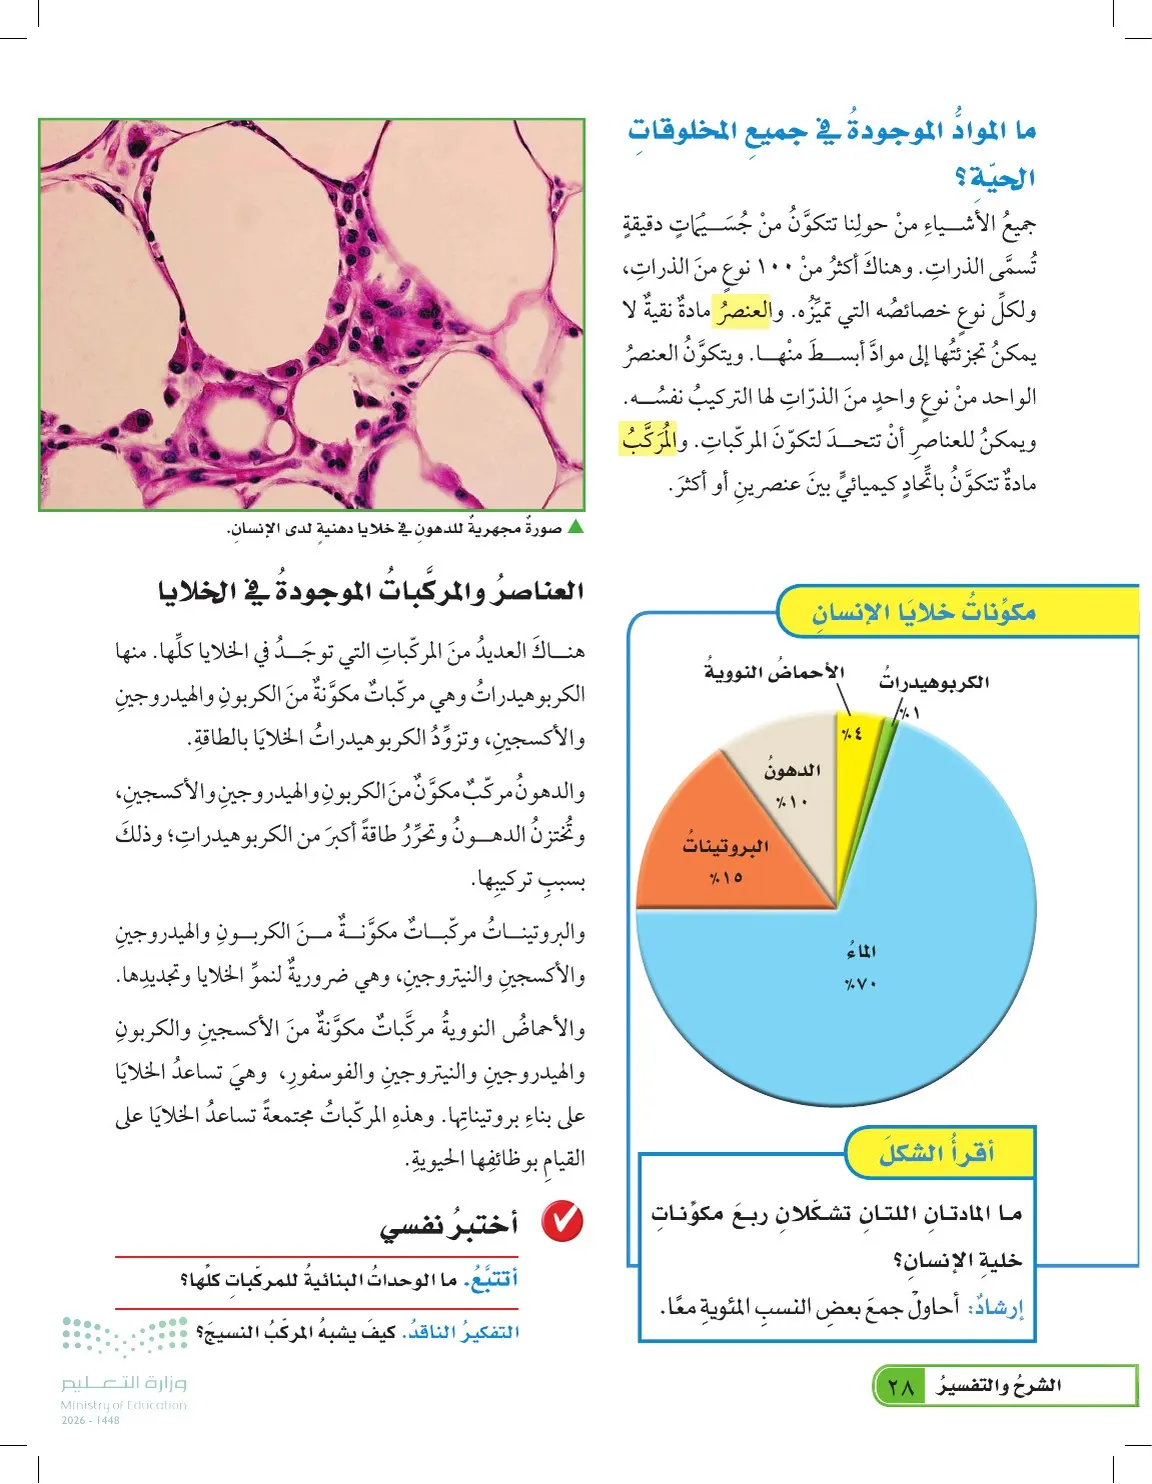 ما الموادُّ الموجودةُ في جميعِ المخلوقاتِ
الحيّةِ؟
جميعُ الأشياءِ منْ حولِنا تتكوَّنُ منْ جُسَيْمَاتٍ دقيقةٍ
تُسمَّى الذراتِ. وهناكَ أكثرُ منْ ١٠٠ نوعٍ منَ الذراتِ،
ولكلِّ نوعٍ خصائصُه التي تميِّزُه. والعنصرُ مادةٌ نقيةٌ لا
يمكنُ تجزئتُها إلى موادَّ أبسطَ منْها. ويتكوَّنُ العنصرُ
الواحد منْ نوعٍ واحدٍ منَ الذرّاتِ لها التركيبُ نفسُه.
ويمكنُ للعناصرِ أنْ تتحدَ لتكوّنَ المركّباتِ. والمُرَكَّبُ
مادةٌ تتكوَّنُ باتِّحادٍ كيميائيٍّ بينَ عنصرينِ أو أكثرَ.
مكوِّناتُ خلايَا الإنسانِ
الأحماضُ النوويةُ
٤٪
الكربوهيدراتُ
١٪
الدهونُ
١٠٪
البروتيناتُ
١٥٪
الماءُ
٧٠٪
أقرأُ الشكلَ
ما المادتانِ اللتانِ تشكّلانِ ربعَ مكوِّناتِ
خليةِ الإنسانِ؟
إرشادٌ: أحاولُ جمعَ بعضِ النسبِ المئويةِ معًا.
▲ صورةٌ مجهريةٌ للدهونِ في خلايا دهنيةٍ لدى الإنسانِ.
العناصرُ والمركَّباتُ الموجودةُ في الخلايا
هناكَ العديدُ منَ المركّباتِ التي توجَدُ في الخلايا كلِّها. منها
الكربوهيدراتُ وهي مركّباتٌ مكوَّنةٌ منَ الكربونِ والهيدروجينِ
والأكسجينِ، وتزوِّدُ الكربوهيدراتُ الخلايَا بالطاقةِ.
والدهونُ مركّبٌ مكوَّنٌ منَ الكربونِ والهيدروجينِ والأكسجينِ،
وتُختزنُ الدهونُ وتحرِّرُ طاقةً أكبرَ من الكربوهيدراتِ؛ وذلكَ
بسببِ تركيبِها.
والبروتيناتُ مركّباتٌ مكوَّنةٌ منَ الكربونِ والهيدروجينِ
والأكسجينِ والنيتروجينِ، وهي ضروريةٌ لنموِّ الخلايا وتجديدِها.
والأحماضُ النوويةُ مركَّباتٌ مكوَّنةٌ منَ الأكسجينِ والكربونِ
والهيدروجينِ والنيتروجينِ والفوسفورِ، وهيَ تساعدُ الخلايَا
على بناءِ بروتيناتِها. وهذهِ المركّباتُ مجتمعةً تساعدُ الخلايَا على
القيامِ بوظائفِها الحيويةِ.
أختبرُ نفسي
أتتبَّعُ. ما الوحداتُ البنائيةُ للمركّباتِ كلِّها؟
التفكيرُ الناقدُ. كيفَ يشبهُ المركّبُ النسيجَ؟
وزارة التعليم
Ministry of Education
2026 - 1448
٢٨ الشرحُ والتفسيرُ